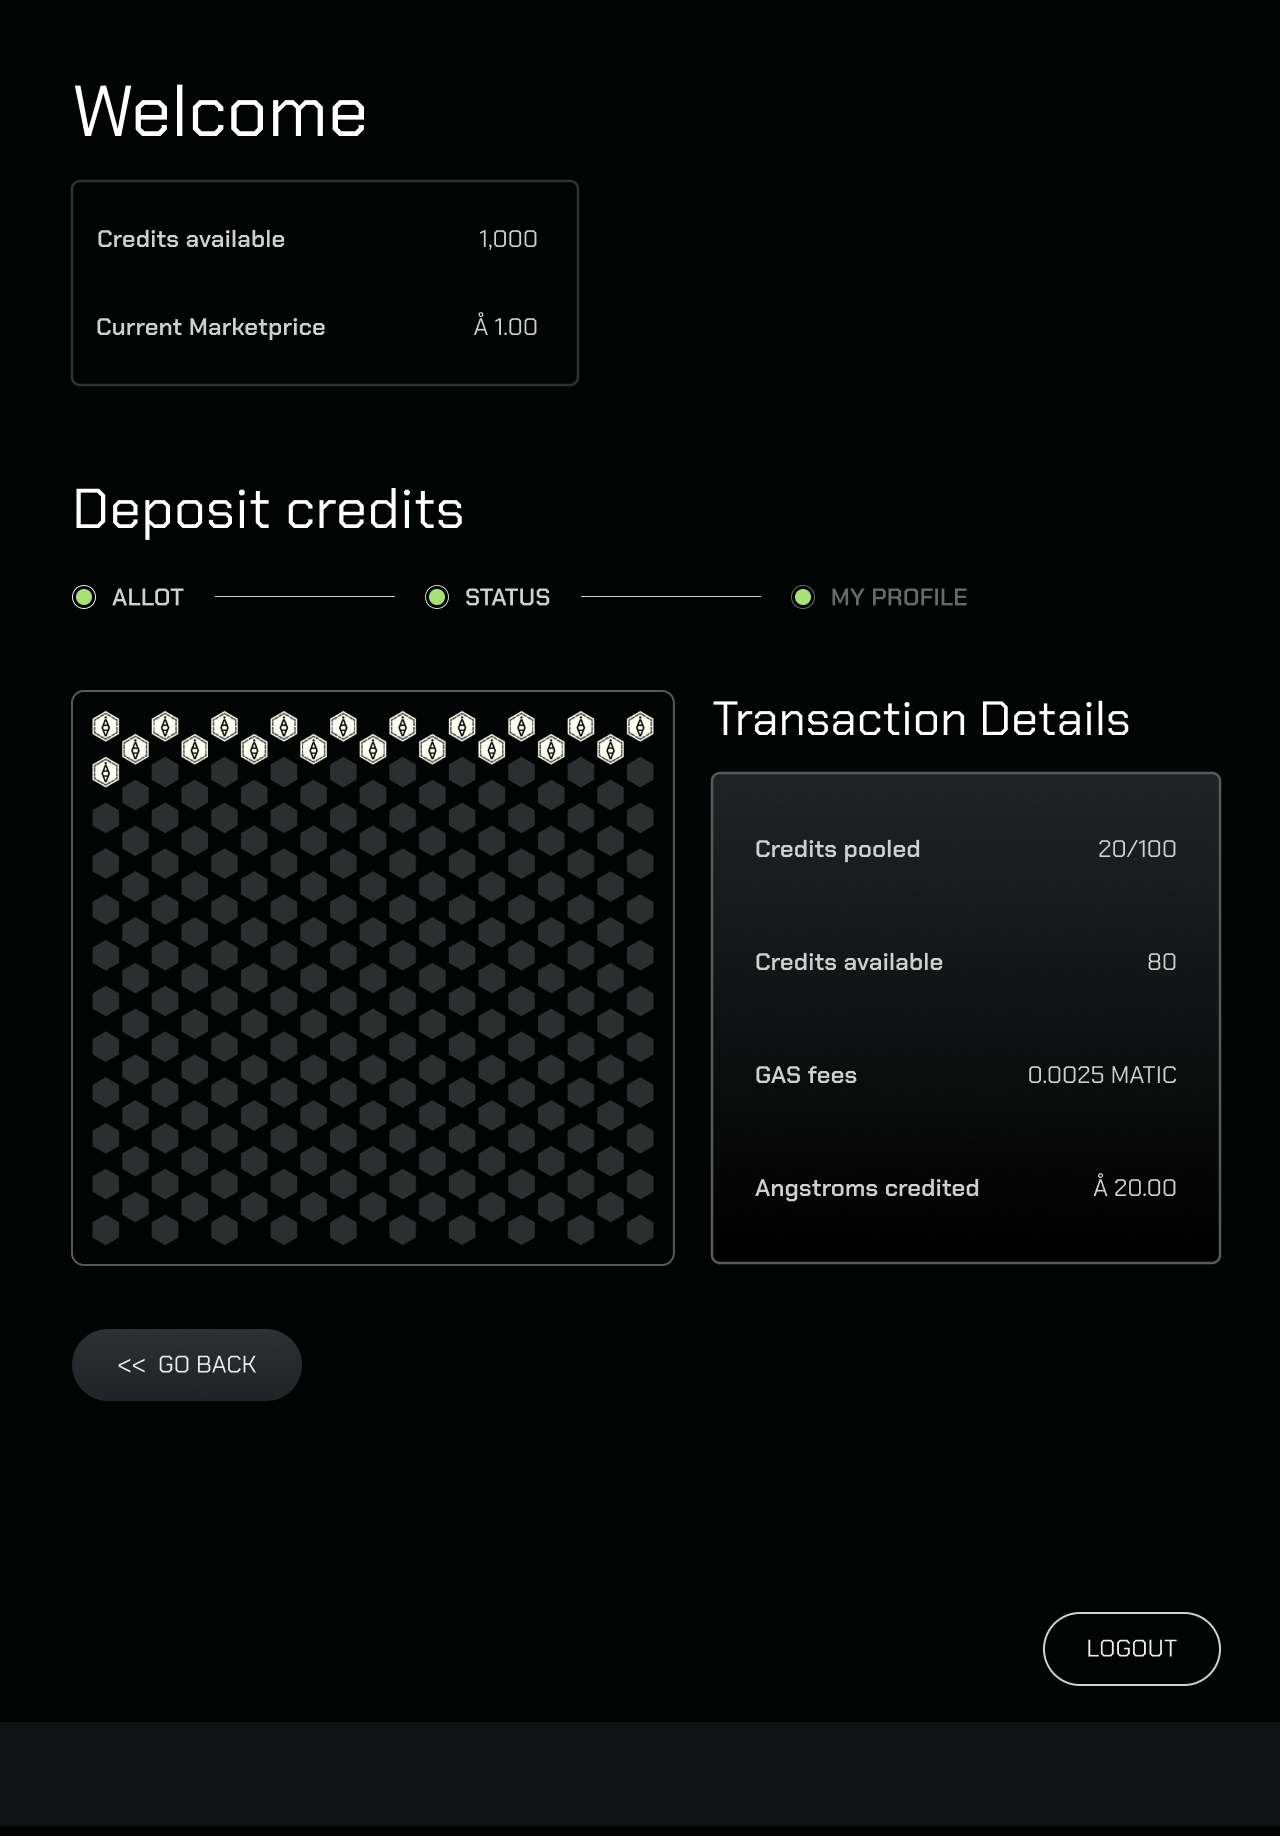 Welcome
Credits available 1,000
Current Marketprice Å 1.00
Deposit credits
ALLOT STATUS MY PROFILE
Transaction Details
Credits pooled 20/100
Credits available 80
GAS fees 0.0025 MATIC
Angstroms credited Å 20.00
<< GO BACK
LOGOUT